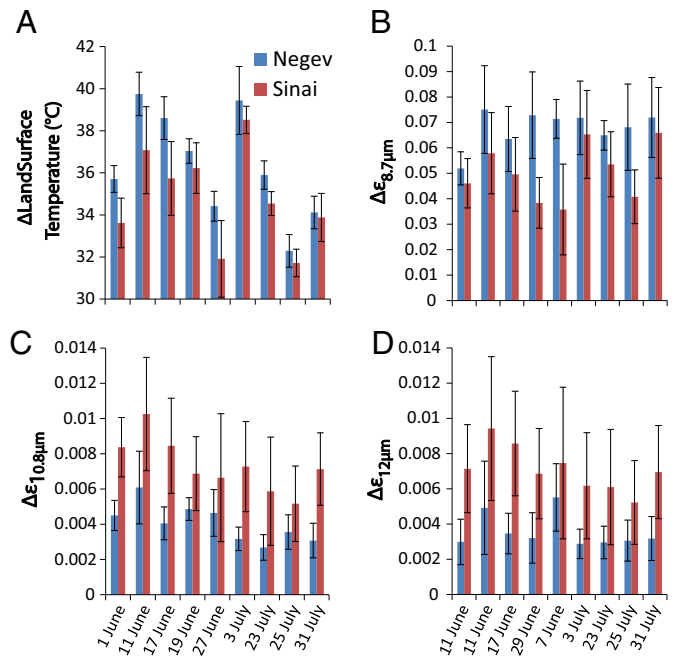 A
ΔLandSurface
Temperature (°C)
42
40
38
36
34
32
30
Negev
Sinai
B
Δε8.7μm
0.1
0.09
0.08
0.07
0.06
0.05
0.04
0.03
0.02
0.01
0
C
Δε10.8μm
0.014
0.012
0.01
0.008
0.006
0.004
0.002
0
1 June
11 June
17 June
19 June
27 June
3 July
23 July
25 July
31 July
D
Δε12μm
0.014
0.012
0.01
0.008
0.006
0.004
0.002
0
11 June
11 June
17 June
29 June
7 June
3 July
23 July
25 July
31 July